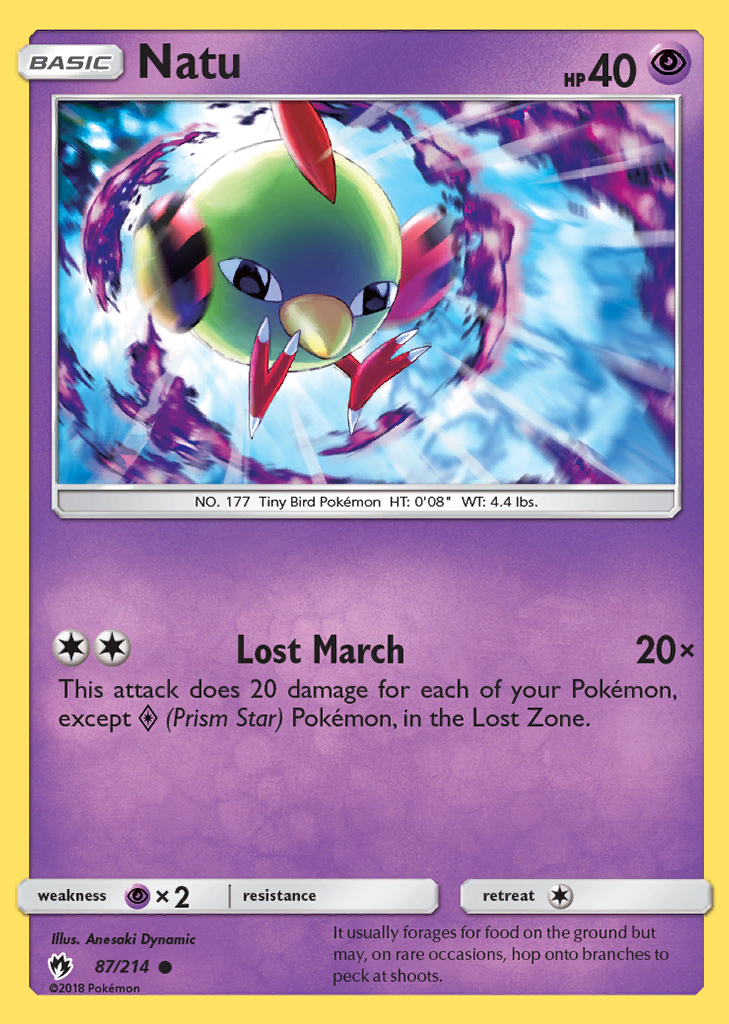 BASIC
Natu
HP 40
NO. 177 Tiny Bird Pokémon HT: 0'08" WT: 4.4 lbs.
Lost March 20×
This attack does 20 damage for each of your Pokémon,
except (Prism Star) Pokémon, in the Lost Zone.
weakness × 2 resistance retreat
Illus. Anesaki Dynamic
87/214
©2018 Pokémon
It usually forages for food on the ground but
may, on rare occasions, hop onto branches to
peck at shoots.